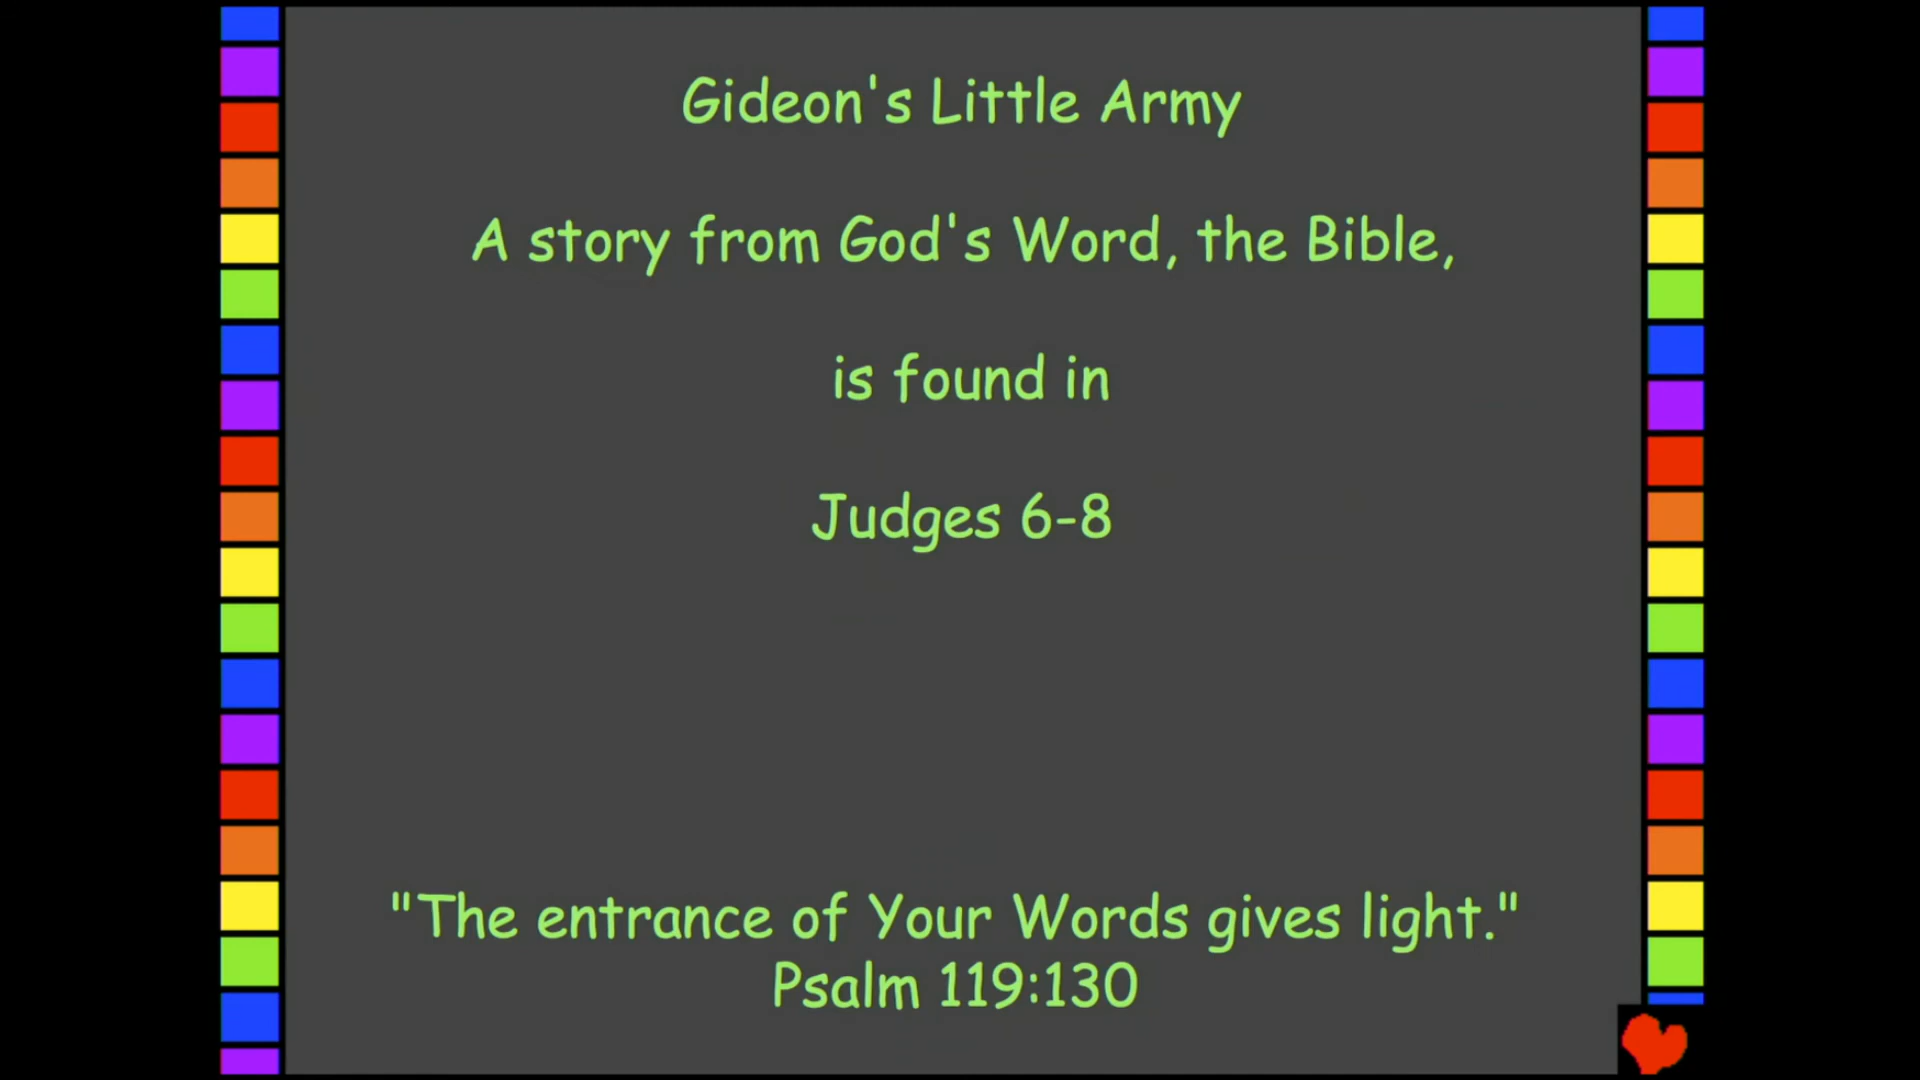 Gideon's Little Army
A story from God's Word, the Bible,
is found in
Judges 6-8
"The entrance of Your Words gives light."
Psalm 119:130